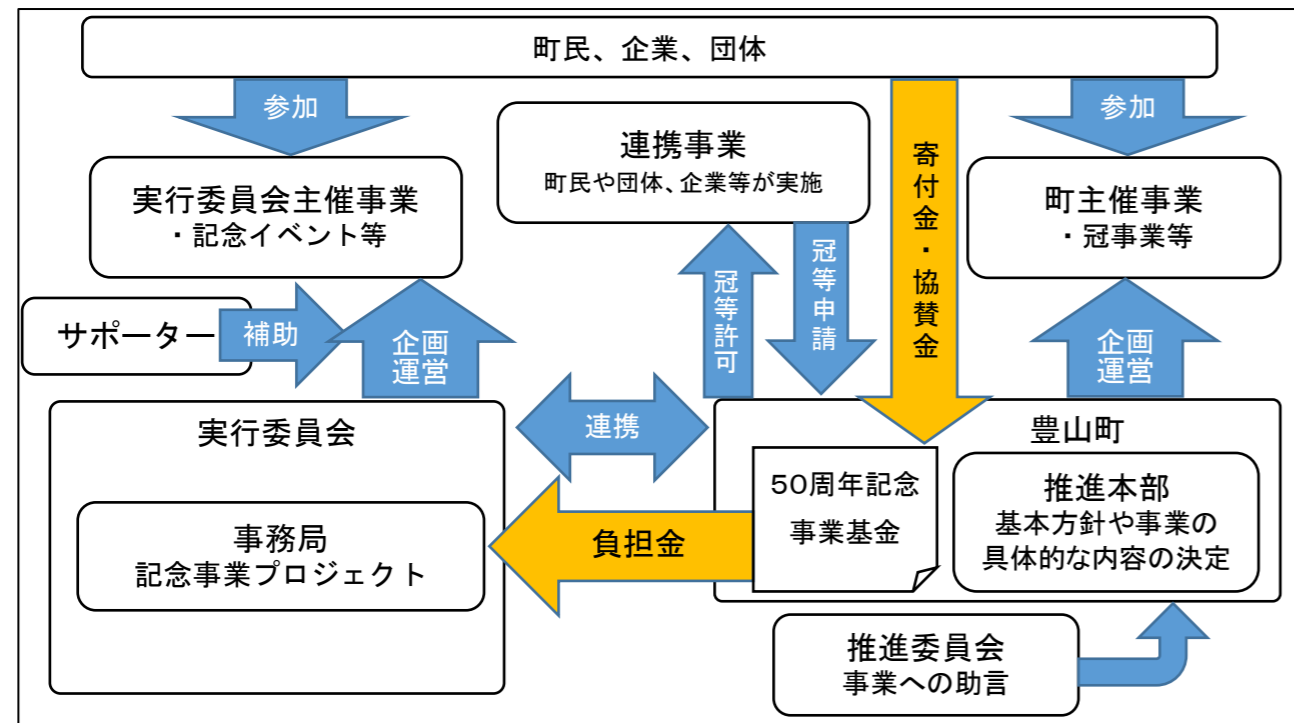 町民、企業、団体
参加
参加
連携事業
町民や団体、企業等が実施
寄付金・協賛金
実行委員会主催事業
・記念イベント等
町主催事業
・冠事業等
冠等許可
冠等申請
サポーター
補助
企画
運営
企画
運営
実行委員会
連携
豊山町
50周年記念
事業基金
推進本部
基本方針や事業の
具体的な内容の決定
事務局
記念事業プロジェクト
負担金
推進委員会
事業への助言